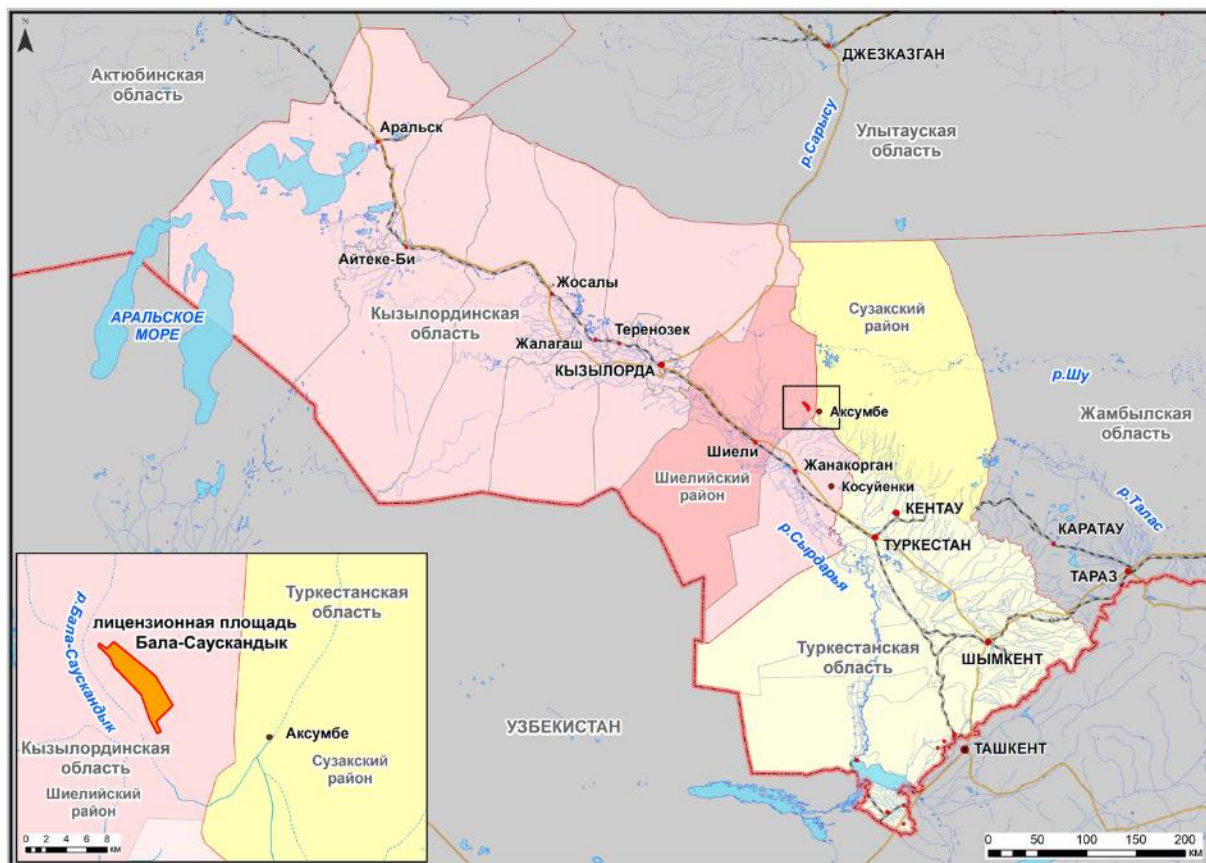 N
ДЖЕЗКАЗГАН
Актюбинская
область
Аральск
р.Сарысу
Улытауская
область
Айтеке-Би
Жосалы
Сузакский
район
АРАЛЬСКОЕ
МОРЕ
Кызылординская
область
Теренозек
Жалагаш
КЫЗЫЛОРДА
р.Шу
Аксумбе
Жамбылская
область
Шиели
Жанакорган
Шиелийский
район
Косуйенки
КЕНТАУ
р.Талас
КАРАТАУ
ТУРКЕСТАН
р.Сырдарья
ТАРАЗ
Туркестанская
область
ШЫМКЕНТ
УЗБЕКИСТАН
ТАШКЕНТ
0 50 100 150 200
КМ
Туркестанская
область
р.Бала-Саускандык
лицензионная площадь
Бала-Саускандык
Аксумбе
Кызылординская
область
Сузакский
район
Шиелийский
район
0 2 4 6 8
КМ